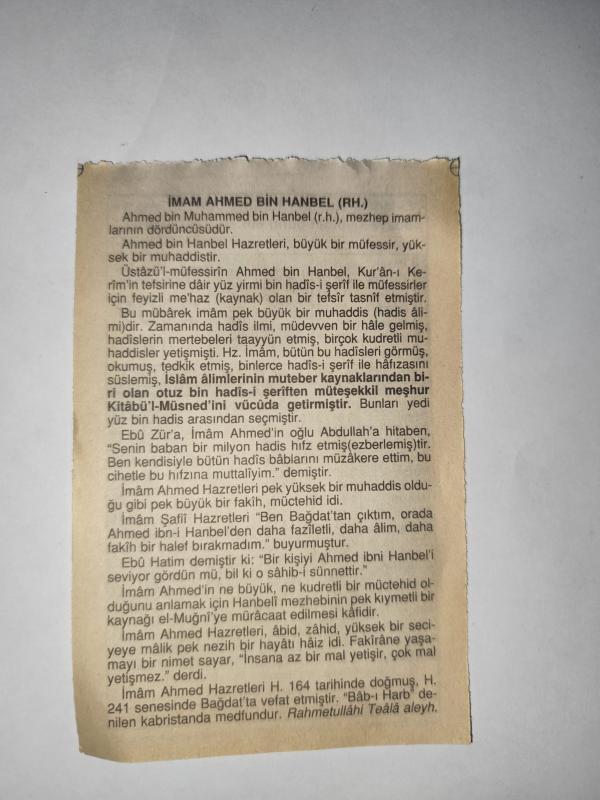 İMAM AHMED BİN HANBEL (RH.)
Ahmed bin Muhammed bin Hanbel (r.h.), mezhep imam-
larının dördüncüsüdür.
Ahmed bin Hanbel Hazretleri, büyük bir müfessir, yük-
sek bir muhaddistir.
Üstâzü'l-müfessirîn Ahmed bin Hanbel, Kur'ân-ı Ke-
rîm'in tefsirine dâir yüz yirmi bin hadîs-i şerif ile müfessirler
için feyizli me'haz (kaynak) olan bir tefsîr tasnîf etmiştir.
Bu mübârek imâm pek büyük bir muhaddis (hadis âli-
mi)dir. Zamanında hadîs ilmi, müdevven bir hâle gelmiş,
hadîslerin mertebeleri taayyün etmiş, birçok kudretli mu-
haddisler yetişmişti. Hz. İmâm, bütün bu hadîsleri görmüş,
okumuş, tedkik etmiş, binlerce hadîs-i şerif ile hâfızasını
süslemiş, İslâm âlimlerinin muteber kaynaklarından bi-
ri olan otuz bin hadîs-i şeriften müteşekkil meşhur
Kitâbü'l-Müsned'ini vücûda getirmiştir. Bunları yedi
yüz bin hadis arasından seçmiştir.
Ebû Zür'a, İmâm Ahmed'in oğlu Abdullah'a hitaben,
“Senin baban bir milyon hadis hıfz etmiş(ezberlemiş)tir.
Ben kendisiyle bütün hadîs bâbiarını müzâkere ettim, bu
cihetle bu hıfzına muttalîyim.” demiştir.
İmâm Ahmed Hazretleri pek yüksek bir muhaddis oldu-
ğu gibi pek büyük bir fakîh, müctehid idi.
İmâm Şafiî Hazretleri “Ben Bağdat'tan çıktım, orada
Ahmed ibn-i Hanbel'den daha fazîletli, daha âlim, daha
fakîh bir halef bırakmadım.” buyurmuştur.
Ebû Hatim demiştir ki: “Bir kişiyi Ahmed ibni Hanbel'i
seviyor gördün mü, bil ki o sâhib-i sünnettir.”
İmâm Ahmed'in ne büyük, ne kudretli bir müctehid ol-
duğunu anlamak için Hanbelî mezhebinin pek kıymetli bir
kaynağı el-Muğnî'ye mürâcaat edilmesi kâfidir.
İmâm Ahmed Hazretleri, âbid, zâhid, yüksek bir seci-
yeye mâlik pek nezih bir hayâtı hâiz idi. Fakîrâne yaşa-
mayı bir nimet sayar, “İnsana az bir mal yetişir, çok mal
yetişmez.” derdi.
İmâm Ahmed Hazretleri H. 164 tarihinde doğmuş, H.
241 senesinde Bağdat'ta vefat etmiştir. “Bâb-ı Harb” de-
nilen kabristanda medfundur. Rahmetullâhi Teâlâ aleyh.